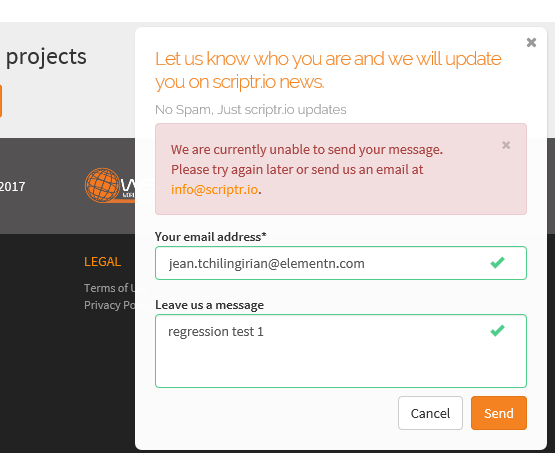 projects
Let us know who you are and we will update
you on scriptr.io news.
No Spam, Just scriptr.io updates
We are currently unable to send your message.
Please try again later or send us an email at
info@scriptr.io.
2017
Your email address*
jean.tchilingirian@elementn.com
LEGAL
Terms of
Privacy
Leave us a message
regression test 1
Cancel
Send